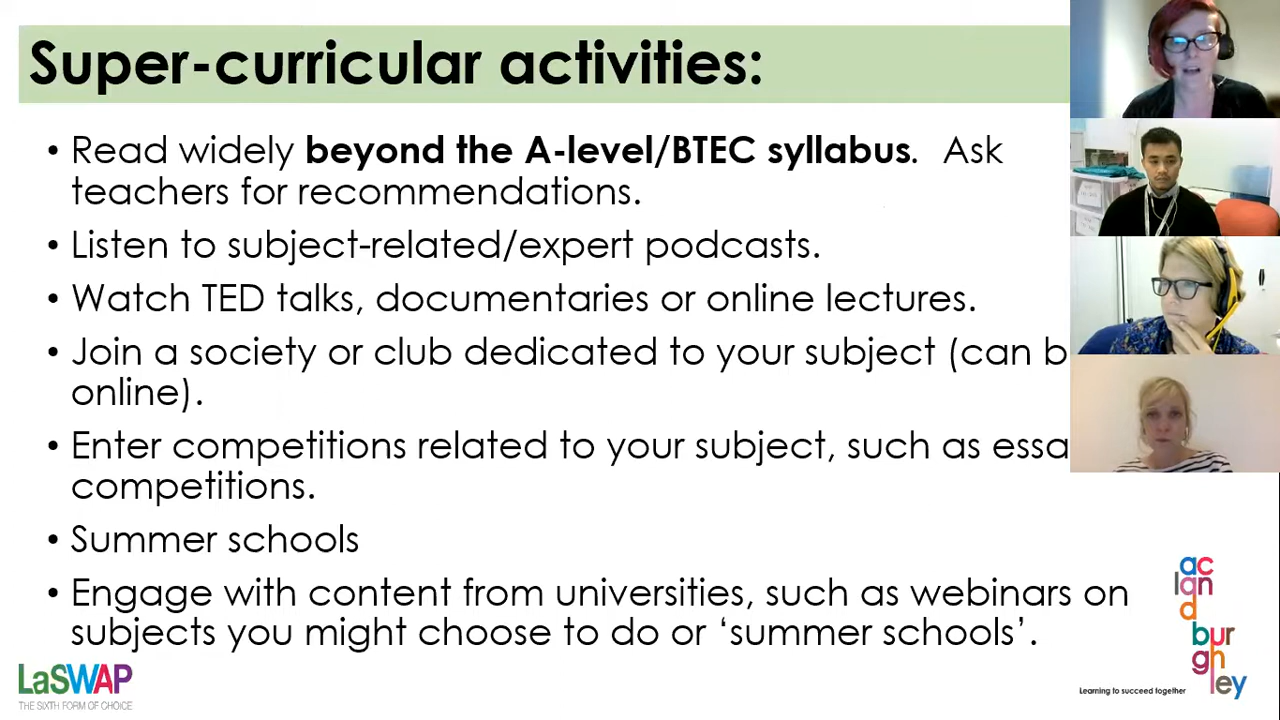 Super-curricular activities:
• Read widely beyond the A-level/BTEC syllabus. Ask
teachers for recommendations.
• Listen to subject-related/expert podcasts.
• Watch TED talks, documentaries or online lectures.
• Join a society or club dedicated to your subject (can b
online).
• Enter competitions related to your subject, such as essa
competitions.
• Summer schools
• Engage with content from universities, such as webinars on
subjects you might choose to do or ‘summer schools’.
LaSWAP
THE SIXTH FORM OF CHOICE
ac
lan
d
bur
gh
ley
Learning to succeed together